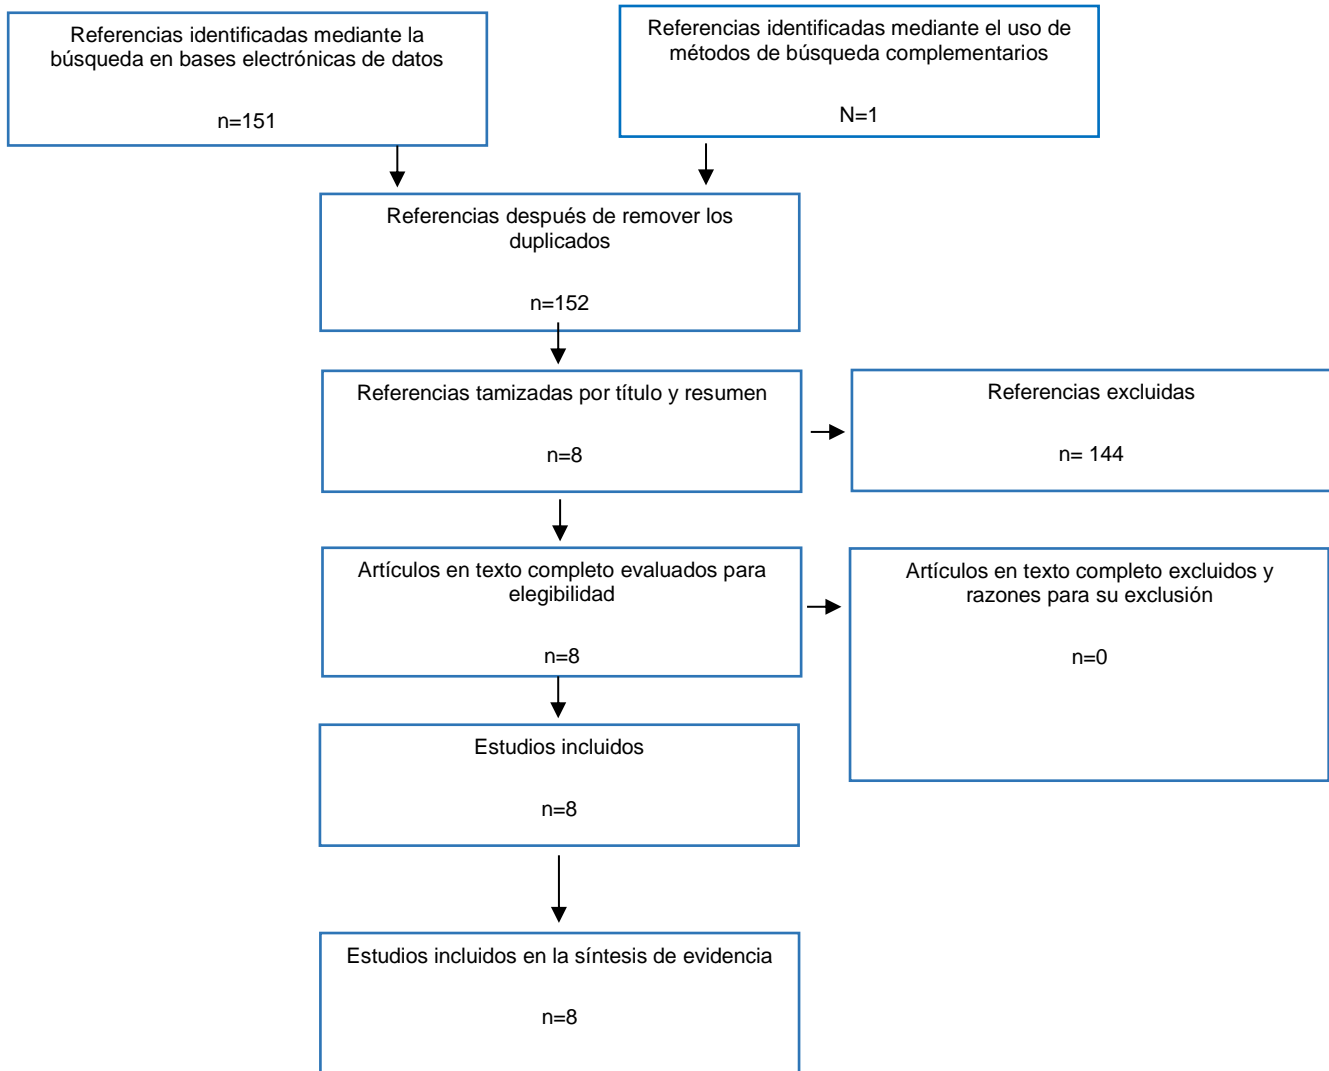 Referencias identificadas mediante la
búsqueda en bases electrónicas de datos
n=151
Referencias identificadas mediante el uso de
métodos de búsqueda complementarios
N=1
Referencias después de remover los
duplicados
n=152
Referencias tamizadas por título y resumen
n=8
Referencias excluidas
n= 144
Artículos en texto completo evaluados para
elegibilidad
n=8
Artículos en texto completo excluidos y
razones para su exclusión
n=0
Estudios incluidos
n=8
Estudios incluidos en la síntesis de evidencia
n=8